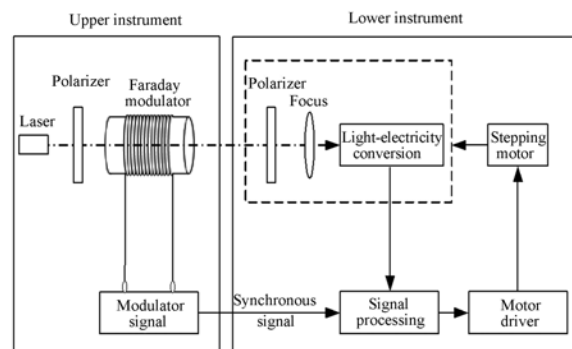 Upper instrument
Lower instrument
Polarizer
Faraday
modulator
Laser
Polarizer
Focus
Light-electricity
conversion
Stepping
motor
Modulator
signal
Synchronous
signal
Signal
processing
Motor
driver